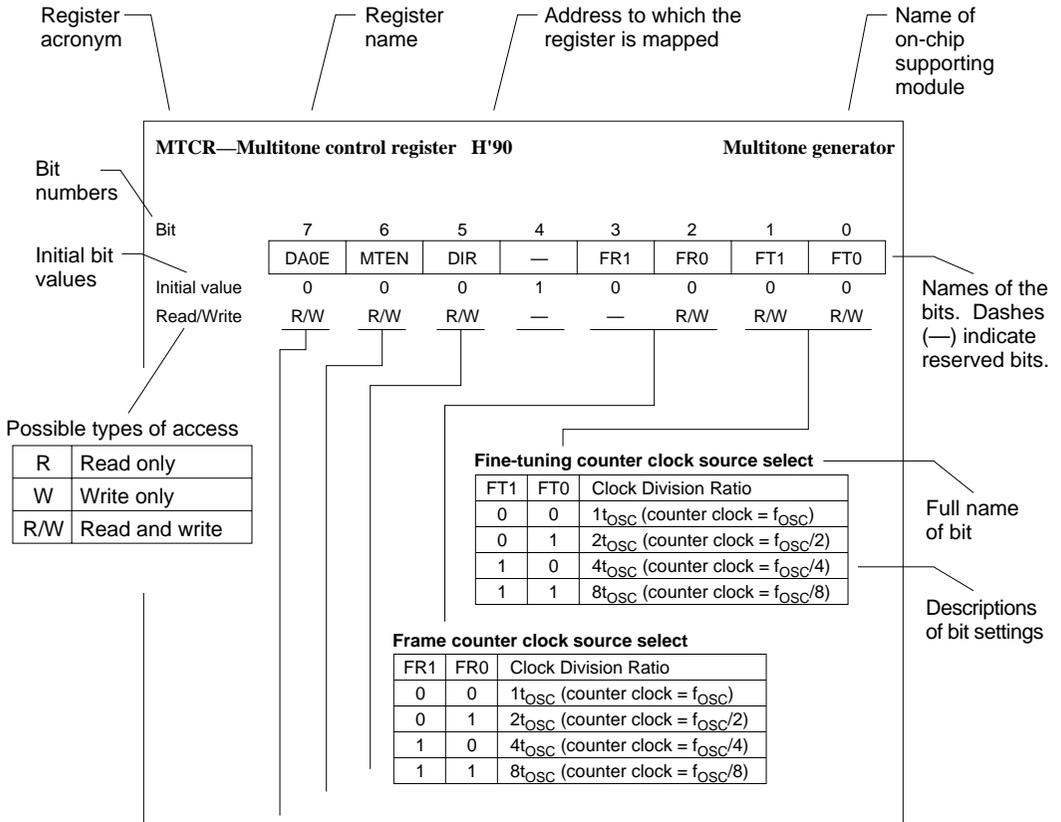 Register acronym
Register name
Address to which the register is mapped
Name of on-chip supporting module
MTCR—Multitone control register H'90 Multitone generator
Bit numbers
Bit 7 6 5 4 3 2 1 0
Initial bit values
DA0E MTEN DIR — FR1 FR0 FT1 FT0
Initial value 0 0 0 1 0 0 0 0
Read/Write R/W R/W R/W — — R/W R/W R/W
Names of the bits. Dashes (—) indicate reserved bits.
Possible types of access
R Read only
W Write only
R/W Read and write
Fine-tuning counter clock source select
FT1 FT0 Clock Division Ratio
0 0 1tOSC (counter clock = fOSC)
0 1 2tOSC (counter clock = fOSC/2)
1 0 4tOSC (counter clock = fOSC/4)
1 1 8tOSC (counter clock = fOSC/8)
Full name of bit
Descriptions of bit settings
Frame counter clock source select
FR1 FR0 Clock Division Ratio
0 0 1tOSC (counter clock = fOSC)
0 1 2tOSC (counter clock = fOSC/2)
1 0 4tOSC (counter clock = fOSC/4)
1 1 8tOSC (counter clock = fOSC/8)